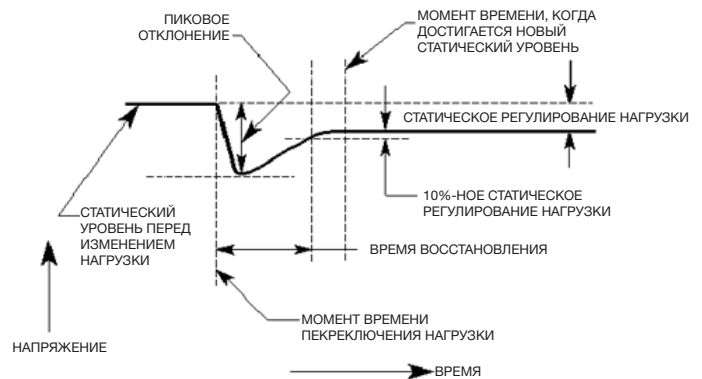 ПИКОВОЕ
ОТКЛОНЕНИЕ
МОМЕНТ ВРЕМЕНИ, КОГДА
ДОСТИГАЕТСЯ НОВЫЙ
СТАТИЧЕСКИЙ УРОВЕНЬ
СТАТИЧЕСКОЕ РЕГУЛИРОВАНИЕ НАГРУЗКИ
10%-НОЕ СТАТИЧЕСКОЕ
РЕГУЛИРОВАНИЕ НАГРУЗКИ
СТАТИЧЕСКИЙ
УРОВЕНЬ ПЕРЕД
ИЗМЕНЕНИЕМ
НАГРУЗКИ
ВРЕМЯ ВОССТАНОВЛЕНИЯ
МОМЕНТ ВРЕМЕНИ
ПЕКРЕКЛЮЧЕНИЯ НАГРУЗКИ
НАПРЯЖЕНИЕ
ВРЕМЯ